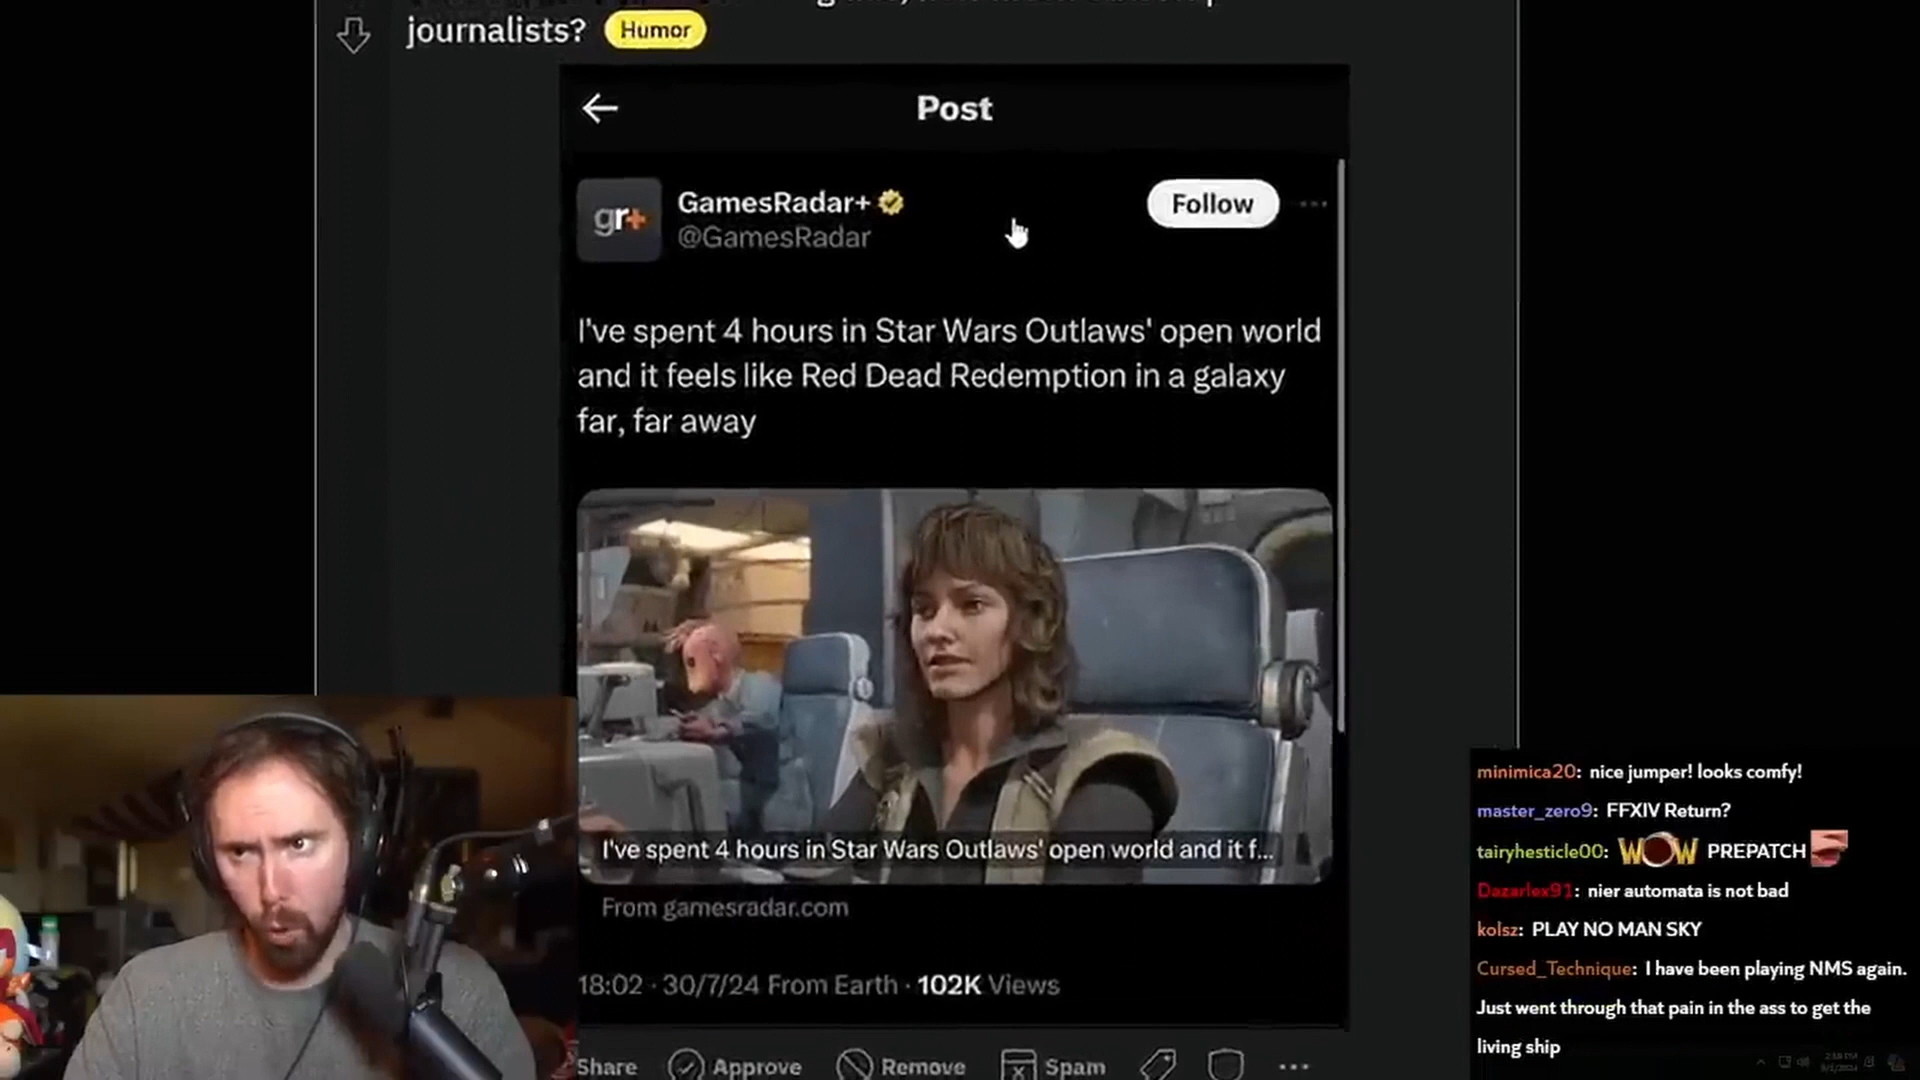 journalists? Humor
Post
gr+
GamesRadar+
Follow
@GamesRadar
I've spent 4 hours in Star Wars Outlaws' open world
and it feels like Red Dead Redemption in a galaxy
far, far away
I've spent 4 hours in Star Wars Outlaws' open world and it f...
From gamesradar.com
18:02 · 30/7/24 From Earth · 102K Views
Share Approve Remove Spam
minimica20: nice jumper! looks comfy!
master_zero9: FFXIV Return?
tairyhesticle00: WOW PREPATCH
Dazarlex91: nier automata is not bad
kolsz: PLAY NO MAN SKY
Cursed_Technique: I have been playing NMS again.
Just went through that pain in the ass to get the
living ship